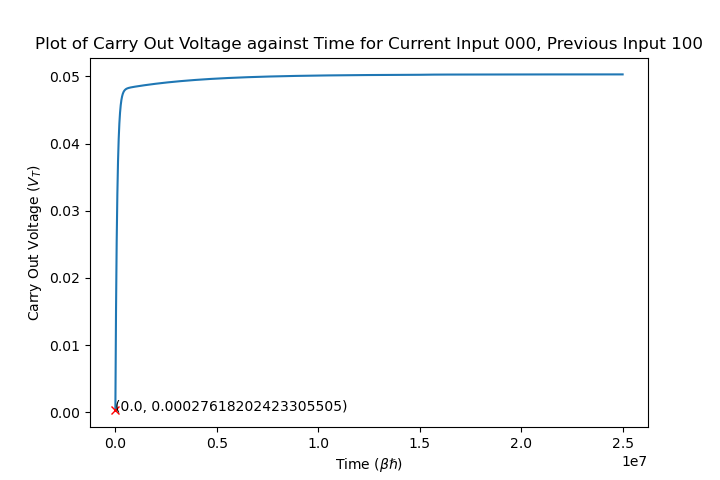 Plot of Carry Out Voltage against Time for Current Input 000, Previous Input 100
0.05
0.04
0.03
0.02
0.01
0.00
Carry Out Voltage (V_T)
(0.0, 0.00027618202423305505)
0.0 0.5 1.0 1.5 2.0 2.5
1e7
Time (βℏ)